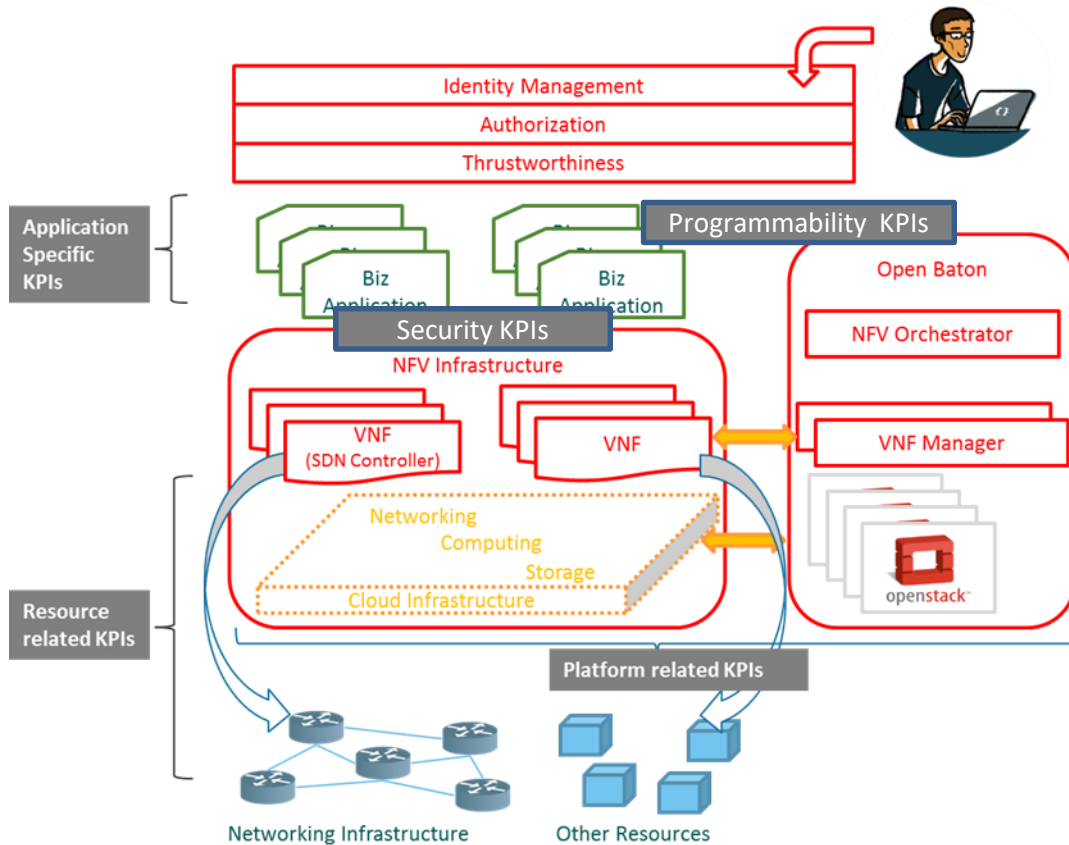 Identity Management
Authorization
Thrustworthiness
Application
Specific
KPIs
Programmability KPIs
Biz
Application
Biz
Application
Security KPIs
Open Baton
NFV Orchestrator
NFV Infrastructure
VNF
(SDN Controller)
VNF
VNF Manager
Networking
Computing
Storage
Cloud Infrastructure
openstack™
Resource
related KPIs
Platform related KPIs
Networking Infrastructure
Other Resources